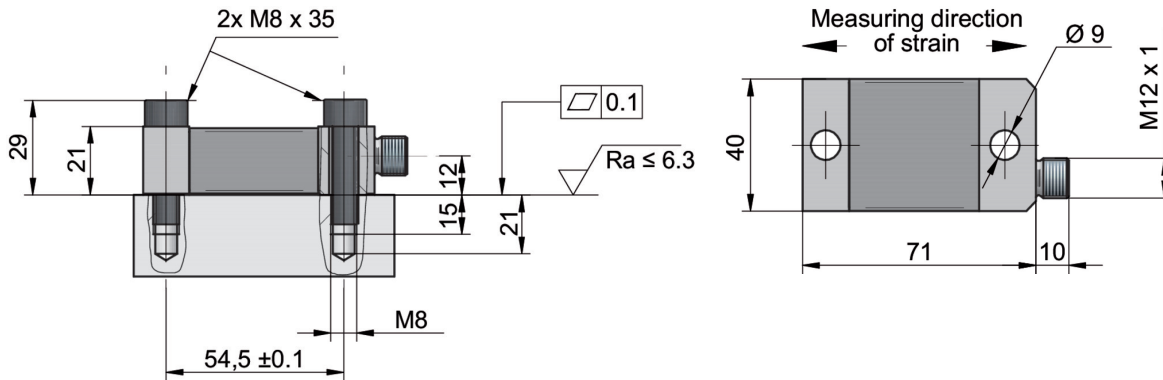 2x M8 x 35
29
21
12
15
21
0.1
Ra ≤ 6.3
M8
54,5 ±0.1
Measuring direction
of strain
Ø 9
M12 x 1
40
71
10